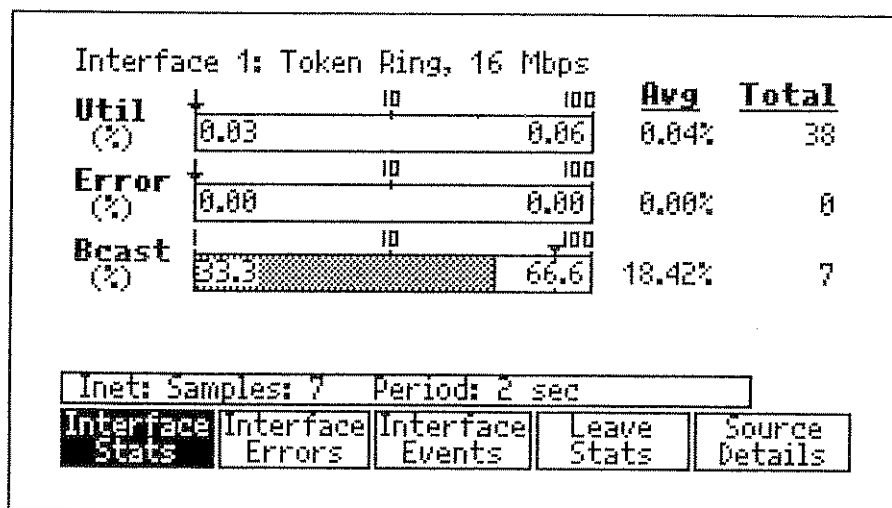 Interface 1: Token Ring, 16 Mbps
Avg Total
Util (%) 10 100
0.03 0.06 0.04% 38
Error (%) 10 100
0.00 0.00 0.00% 0
Bcast (%) 1 10 100
33.3 66.6 18.42% 7
Inet: Samples: 7 Period: 2 sec
Interface Stats
Interface Errors
Interface Events
Leave Stats
Source Details